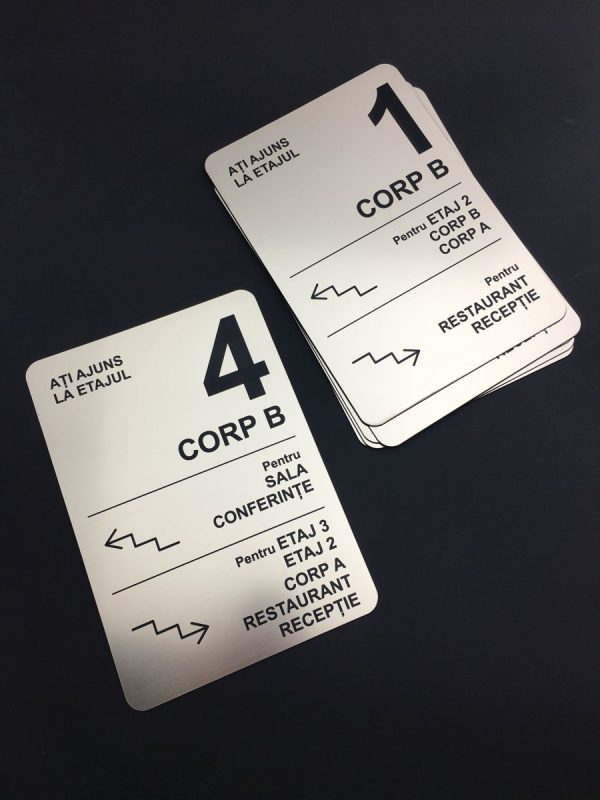 AȚI AJUNS
LA ETAJUL
1
CORP B
Pentru ETAJ 2
CORP B
CORP A
Pentru
RESTAURANT
RECEPȚIE
AȚI AJUNS
LA ETAJUL
4
CORP B
Pentru
SALA
CONFERINȚE
Pentru ETAJ 3
ETAJ 2
CORP A
RESTAURANT
RECEPȚIE